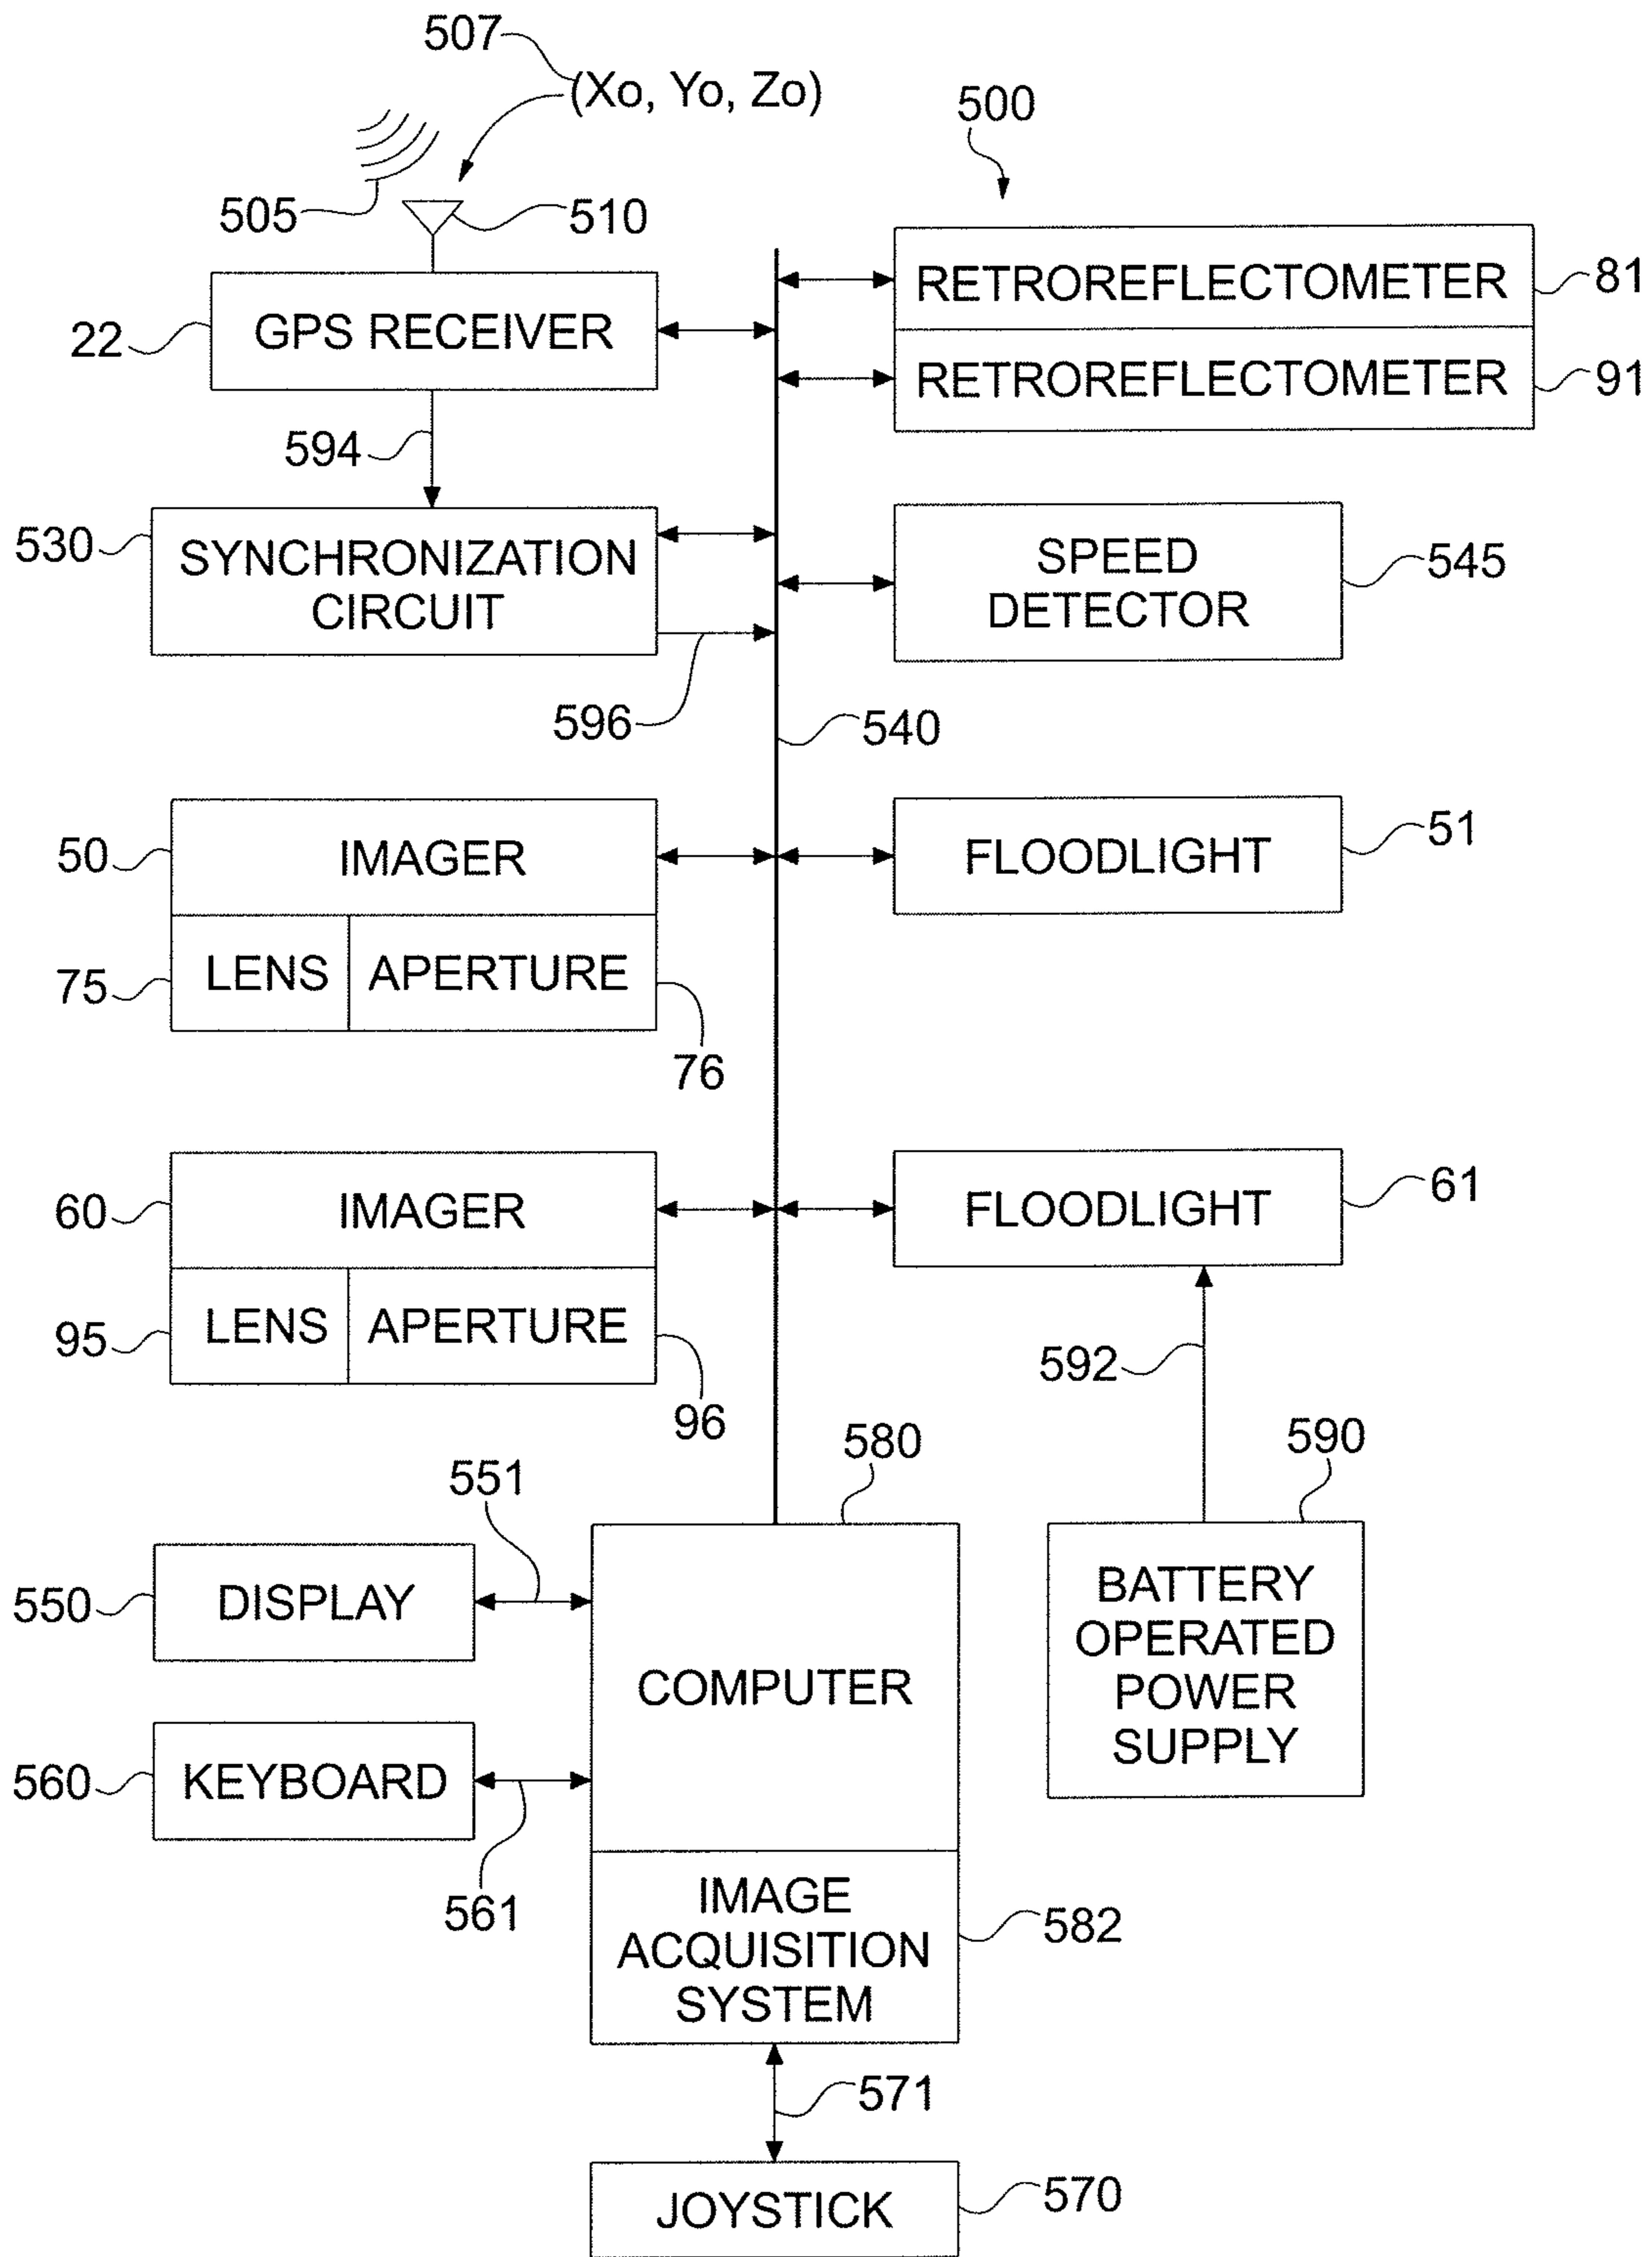 507
(Xo, Yo, Zo)
500
505
510
RETROREFLECTOMETER
81
22
GPS RECEIVER
RETROREFLECTOMETER
91
594
530
SYNCHRONIZATION
CIRCUIT
SPEED
DETECTOR
545
596
540
50
IMAGER
FLOODLIGHT
51
75
LENS
APERTURE
76
60
IMAGER
FLOODLIGHT
61
95
LENS
APERTURE
96
592
580
590
551
550
DISPLAY
COMPUTER
BATTERY
OPERATED
POWER
SUPPLY
560
KEYBOARD
561
IMAGE
ACQUISITION
SYSTEM
582
571
JOYSTICK
570